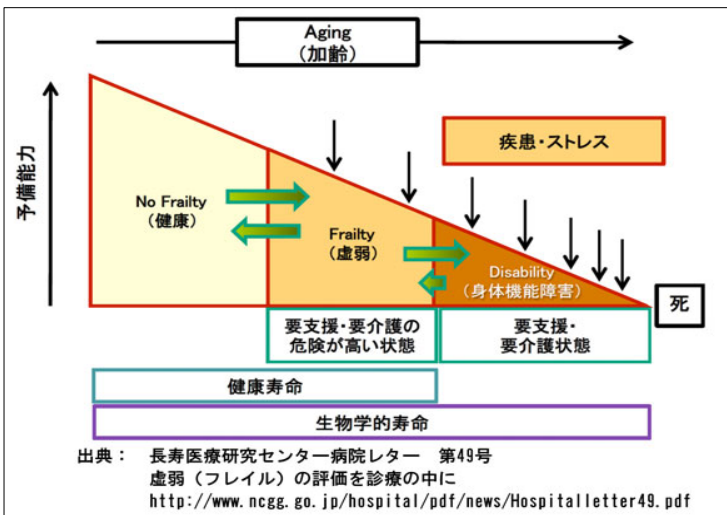 Aging
(加齢)
予備能力
疾患・ストレス
No Frailty
(健康)
Frailty
(虚弱)
Disability
(身体機能障害)
死
要支援・要介護の
危険が高い状態
要支援・
要介護状態
健康寿命
生物学的寿命
出典： 長寿医療研究センター病院レター 第49号
虚弱（フレイル）の評価を診療の中に
http://www.ncgg.go.jp/hospital/pdf/news/Hospitalletter49.pdf